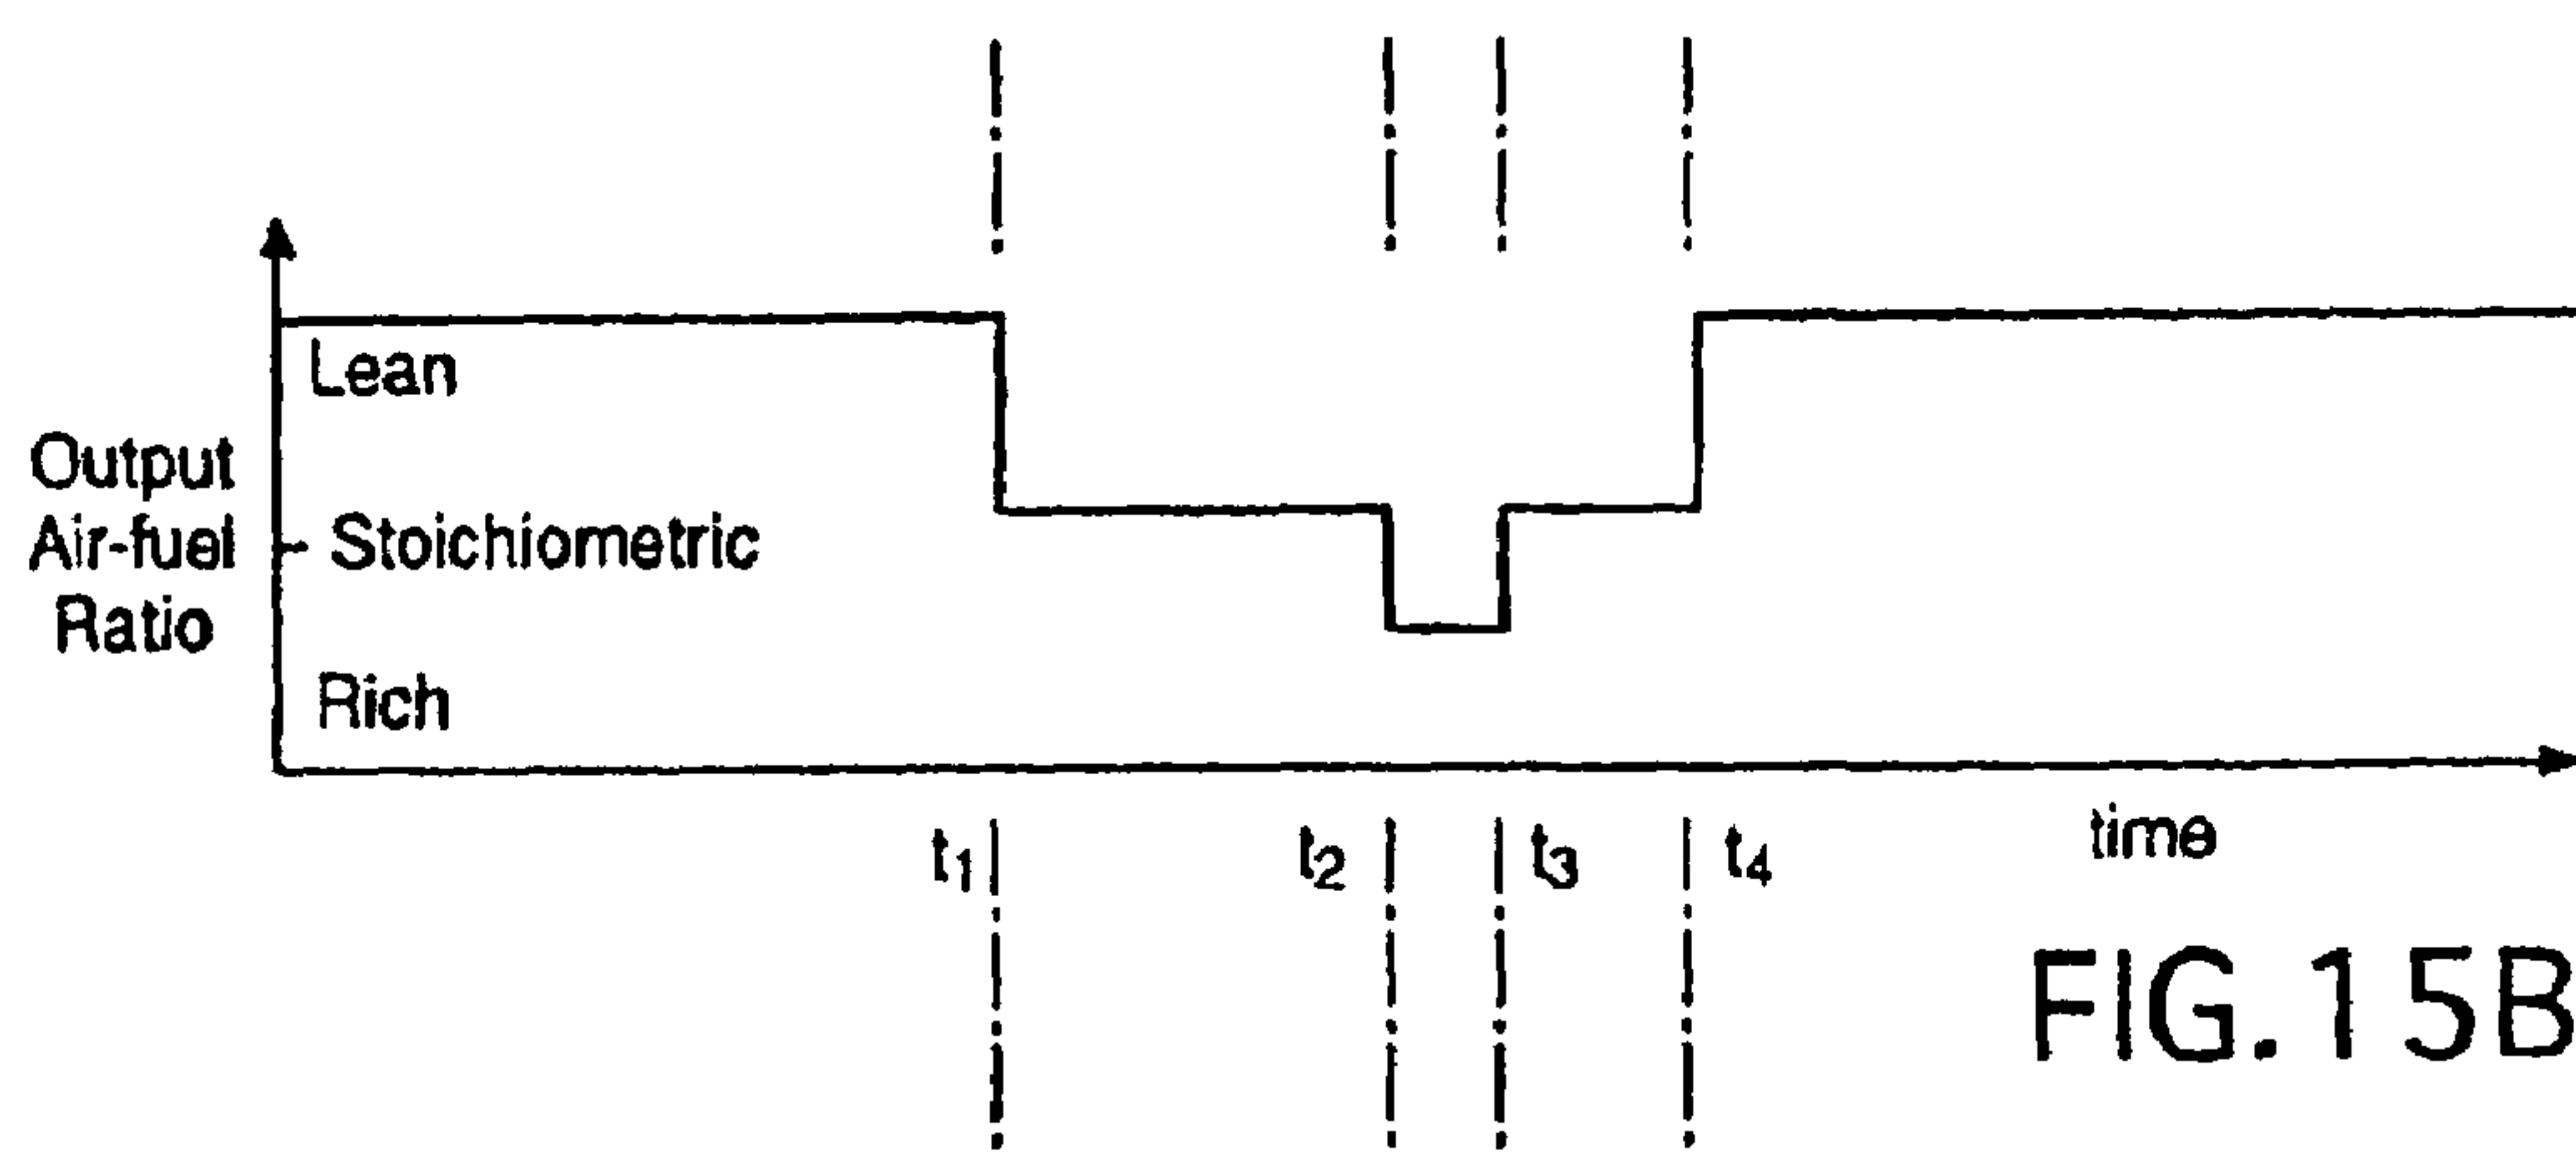 Lean
Output
Air-fuel
Ratio
Stoichiometric
Rich
t1
t2
t3
t4
time
FIG.15B